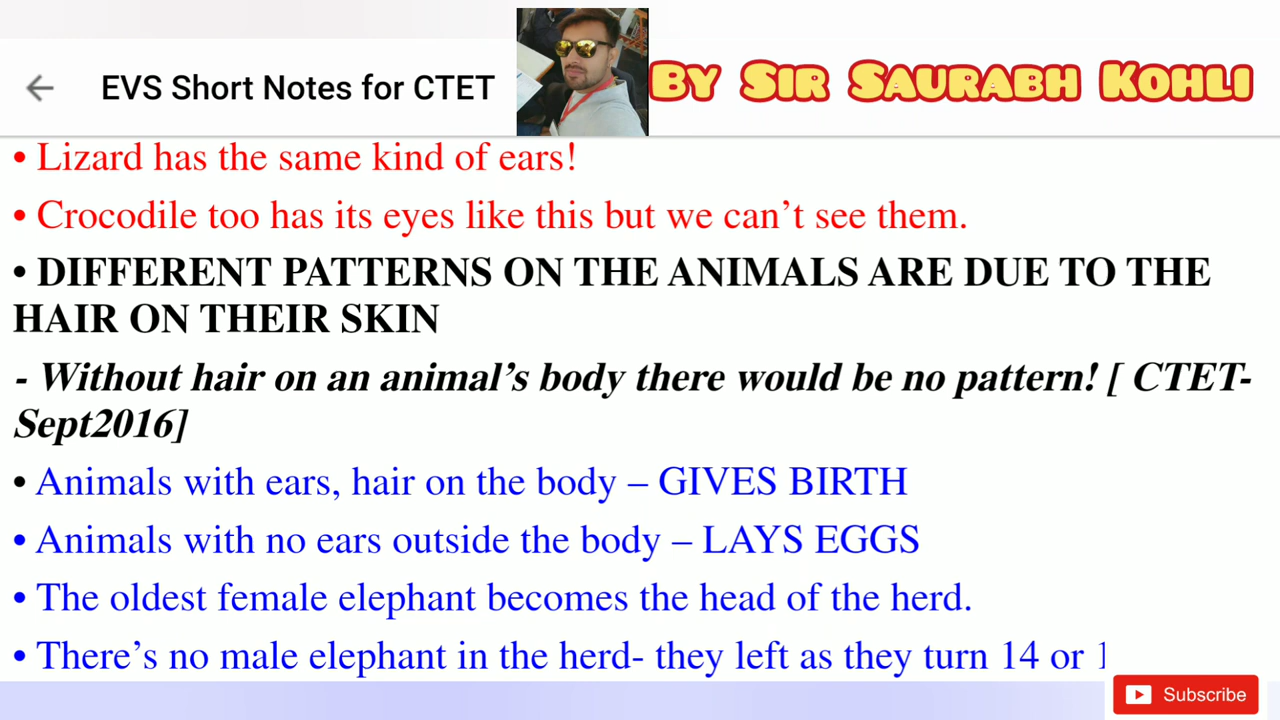 EVS Short Notes for CTET
By Sir Saurabh Kohli
• Lizard has the same kind of ears!
• Crocodile too has its eyes like this but we can’t see them.
• DIFFERENT PATTERNS ON THE ANIMALS ARE DUE TO THE
HAIR ON THEIR SKIN
- Without hair on an animal’s body there would be no pattern! [ CTET-
Sept2016]
• Animals with ears, hair on the body – GIVES BIRTH
• Animals with no ears outside the body – LAYS EGGS
• The oldest female elephant becomes the head of the herd.
• There’s no male elephant in the herd- they left as they turn 14 or
Subscribe